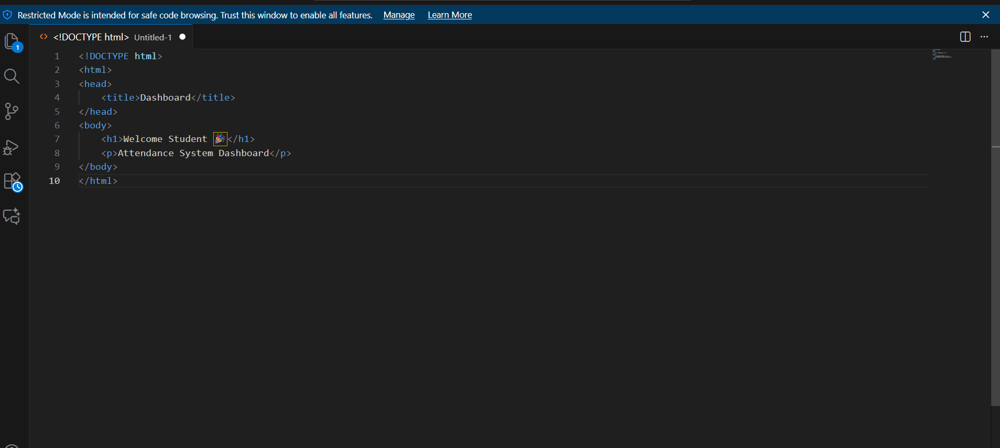 Restricted Mode is intended for safe code browsing. Trust this window to enable all features. Manage Learn More
<> <!DOCTYPE html> Untitled-1
1
1 <!DOCTYPE html>
2 <html>
3 <head>
4     <title>Dashboard</title>
5 </head>
6 <body>
7     <h1>Welcome Student 🎉</h1>
8     <p>Attendance System Dashboard</p>
9 </body>
10 </html>